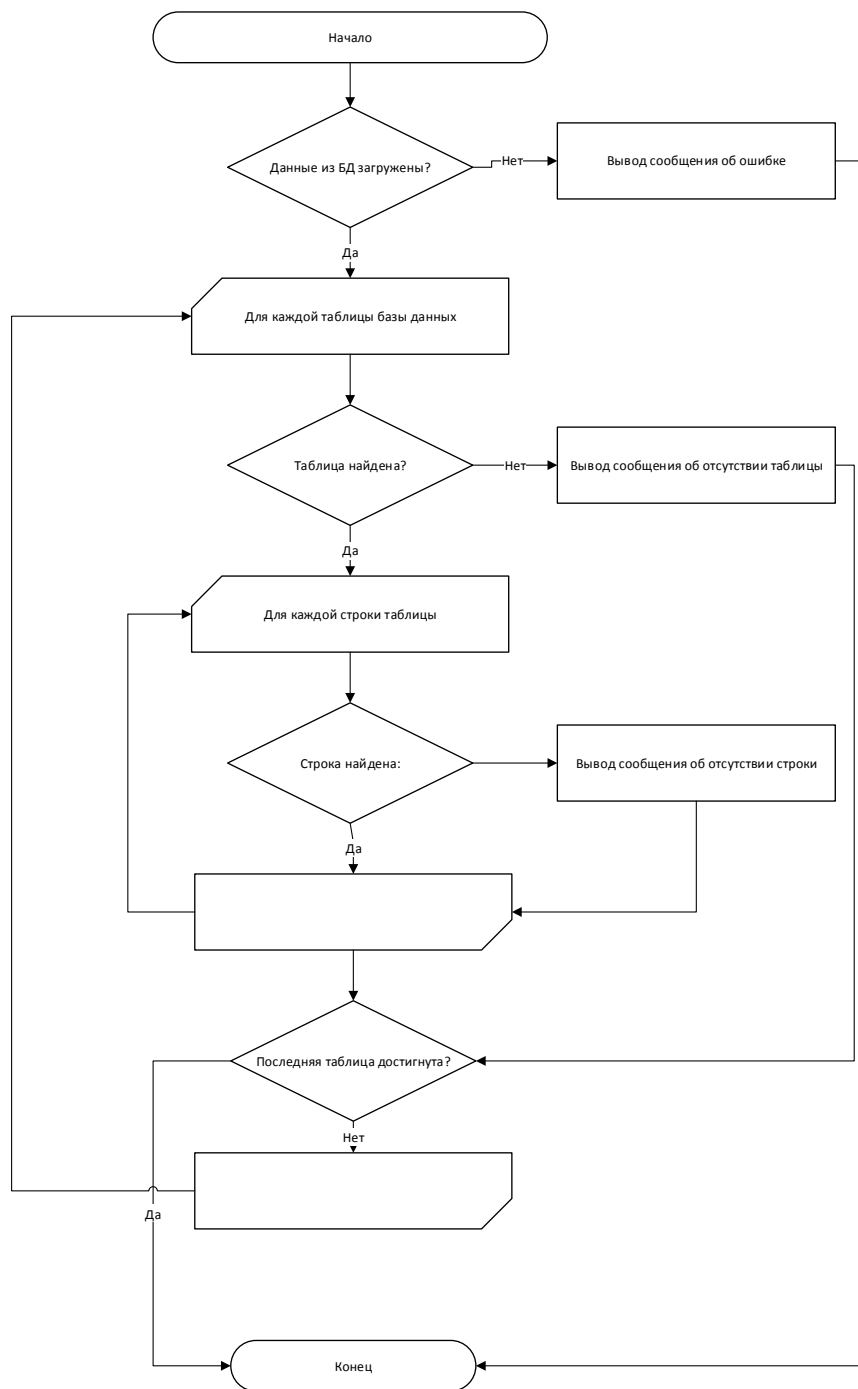 Начало
Данные из БД загружены?
Нет
Вывод сообщения об ошибке
Да
Для каждой таблицы базы данных
Таблица найдена?
Нет
Вывод сообщения об отсутствии таблицы
Да
Для каждой строки таблицы
Строка найдена:
Вывод сообщения об отсутствии строки
Да
Последняя таблица достигнута?
Нет
Да
Конец